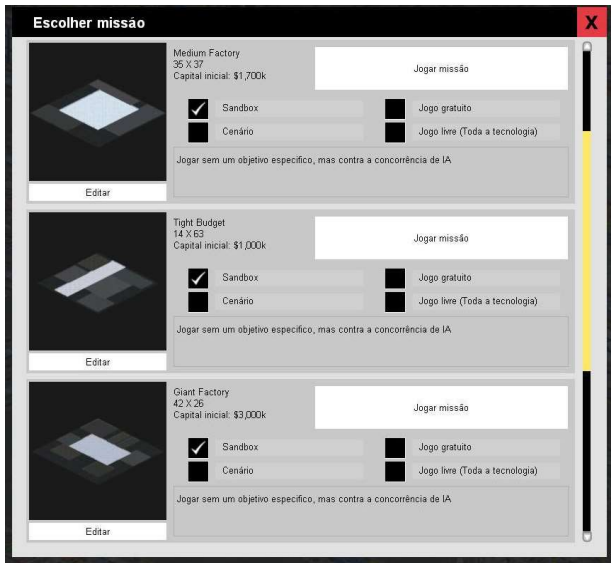 Escolher missão
X
Medium Factory
35 X 37
Capital inicial: $1,700k
Jogar missão
Sandbox
Jogo gratuito
Cenário
Jogo livre (Toda a tecnologia)
Jogar sem um objetivo especifico, mas contra a concorrência de IA
Editar
Tight Budget
14 X 63
Capital inicial: $1,000k
Jogar missão
Sandbox
Jogo gratuito
Cenário
Jogo livre (Toda a tecnologia)
Jogar sem um objetivo especifico, mas contra a concorrência de IA
Editar
Giant Factory
42 X 26
Capital inicial: $3,000k
Jogar missão
Sandbox
Jogo gratuito
Cenário
Jogo livre (Toda a tecnologia)
Jogar sem um objetivo especifico, mas contra a concorrência de IA
Editar